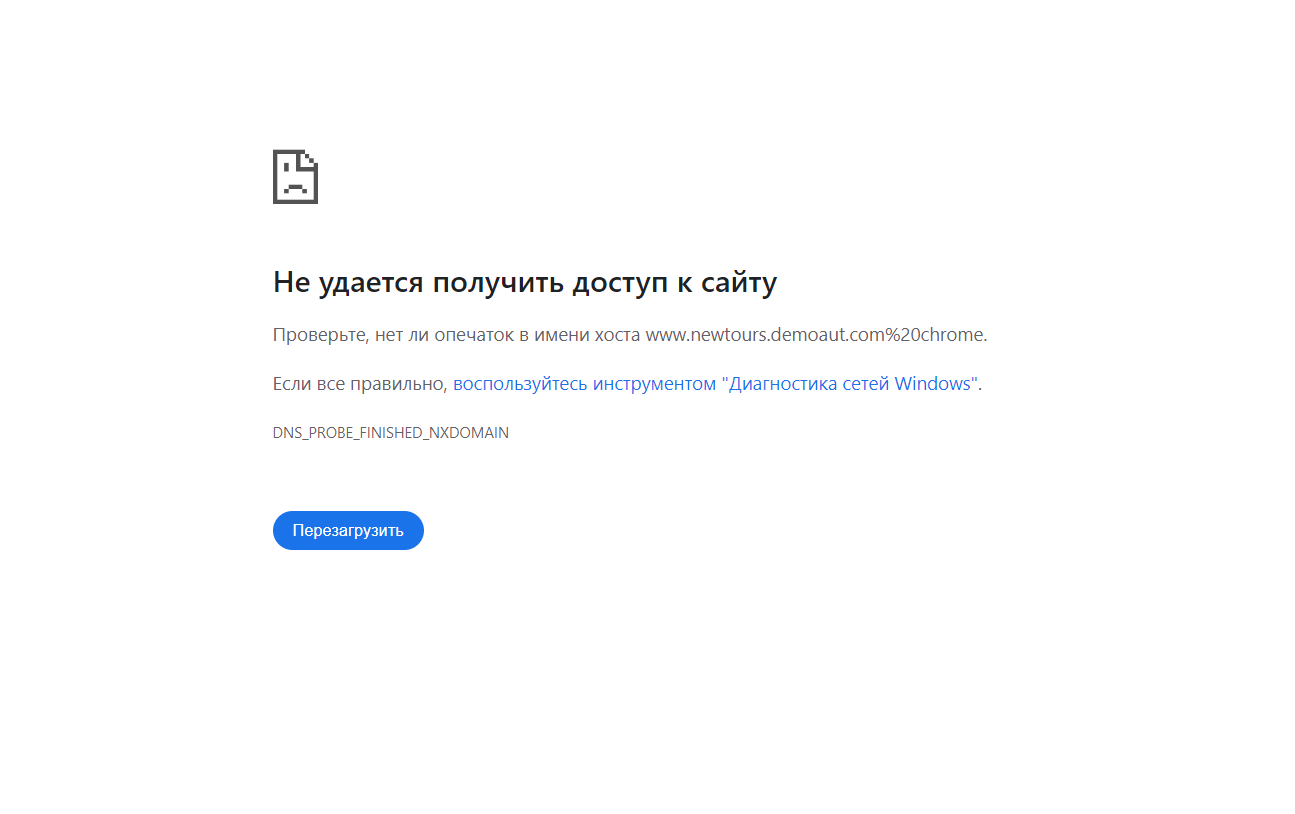 Не удается получить доступ к сайту
Проверьте, нет ли опечаток в имени хоста www.newtours.demoaut.com%20chrome.
Если все правильно, воспользуйтесь инструментом "Диагностика сетей Windows".
DNS_PROBE_FINISHED_NXDOMAIN
Перезагрузить